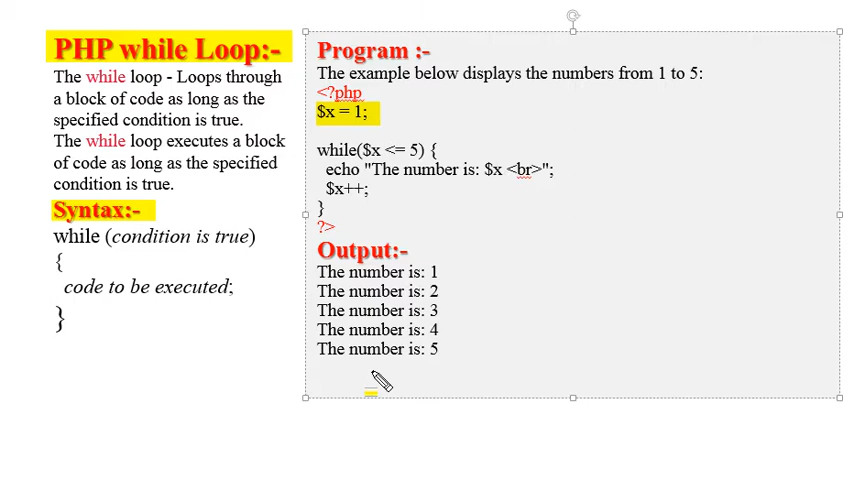 PHP while Loop:-
The while loop - Loops through
a block of code as long as the
specified condition is true.
The while loop executes a block
of code as long as the specified
condition is true.
Syntax:-
while (condition is true)
{
code to be executed;
}
Program :-
The example below displays the numbers from 1 to 5:
<?php
$x = 1;
while($x <= 5) {
echo "The number is: $x <br>";
$x++;
}
?>
Output:-
The number is: 1
The number is: 2
The number is: 3
The number is: 4
The number is: 5